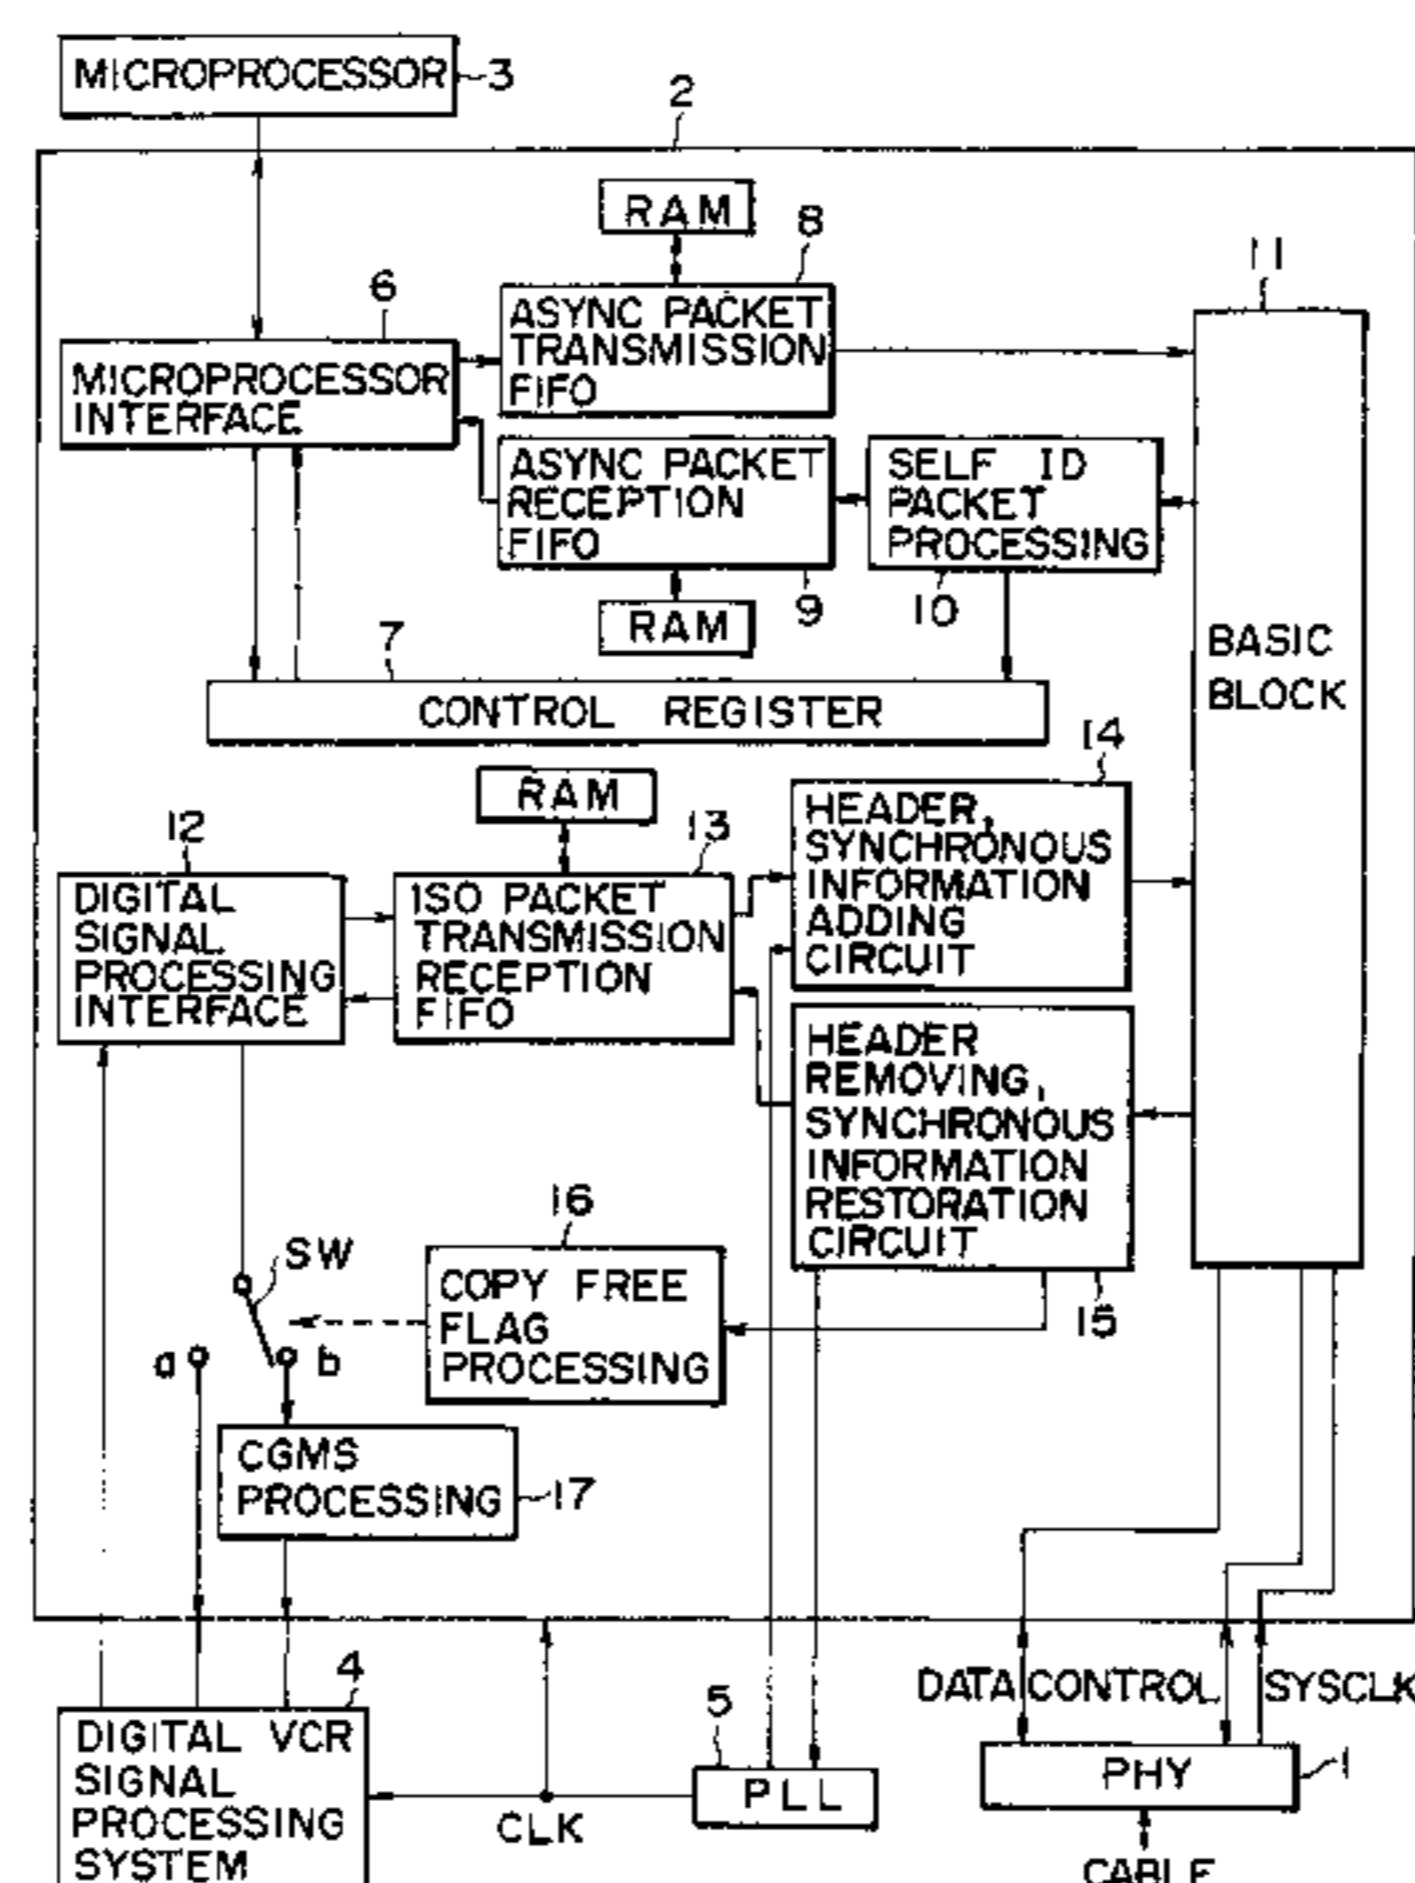 MICROPROCESSOR
3
2
RAM
8
11
6
ASYNC PACKET
TRANSMISSION
FIFO
MICROPROCESSOR
INTERFACE
ASYNC PACKET
RECEPTION
FIFO
SELF ID
PACKET
PROCESSING
9
10
RAM
7
BASIC
BLOCK
CONTROL REGISTER
14
RAM
12
13
HEADER,
SYNCHRONOUS
INFORMATION
ADDING
CIRCUIT
DIGITAL
SIGNAL
PROCESSING
INTERFACE
ISO PACKET
TRANSMISSION
RECEPTION
FIFO
HEADER
REMOVING,
SYNCHRONOUS
INFORMATION
RESTORATION
CIRCUIT
16
SW
15
COPY FREE
FLAG
PROCESSING
a
b
CGMS
PROCESSING
17
4
5
DATA
CONTROL
SYSCLK
DIGITAL VCR
SIGNAL
PROCESSING
SYSTEM
CLK
PLL
PHY
1
CABLE